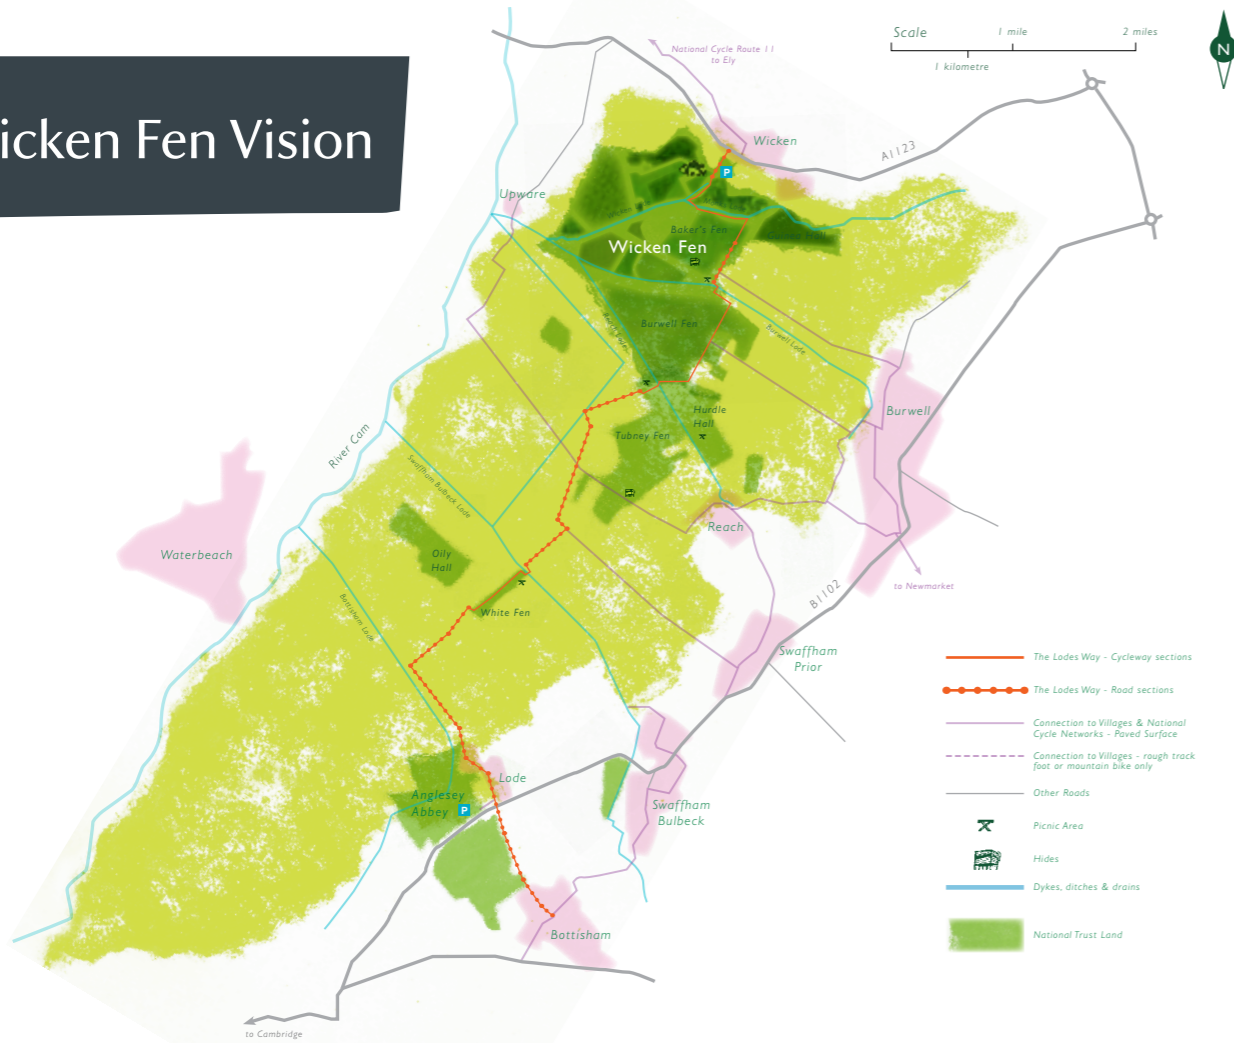 icken Fen Vision
Scale
1 mile
2 miles
1 kilometre
N
National Cycle Route 11
to Ely
Wicken
A1123
P
Upware
Baker's Fen
Wicken Fen
Burwell Fen
Reach Lode
Burwell Lode
Burwell
Hurdle
Hall
Tubney Fen
River Cam
Swaffham Bulbeck Lode
Reach
Waterbeach
Oily
Hall
to Newmarket
B1102
Bottisham Lode
White Fen
Swaffham
Prior
The Lodes Way - Cycleway sections
The Lodes Way - Road sections
Connection to Villages & National
Cycle Networks - Paved Surface
Connection to Villages - rough track
foot or mountain bike only
Other Roads
Picnic Area
Hides
Dykes, ditches & drains
National Trust Land
Lode
Anglesey
Abbey
P
Swaffham
Bulbeck
Bottisham
to Cambridge